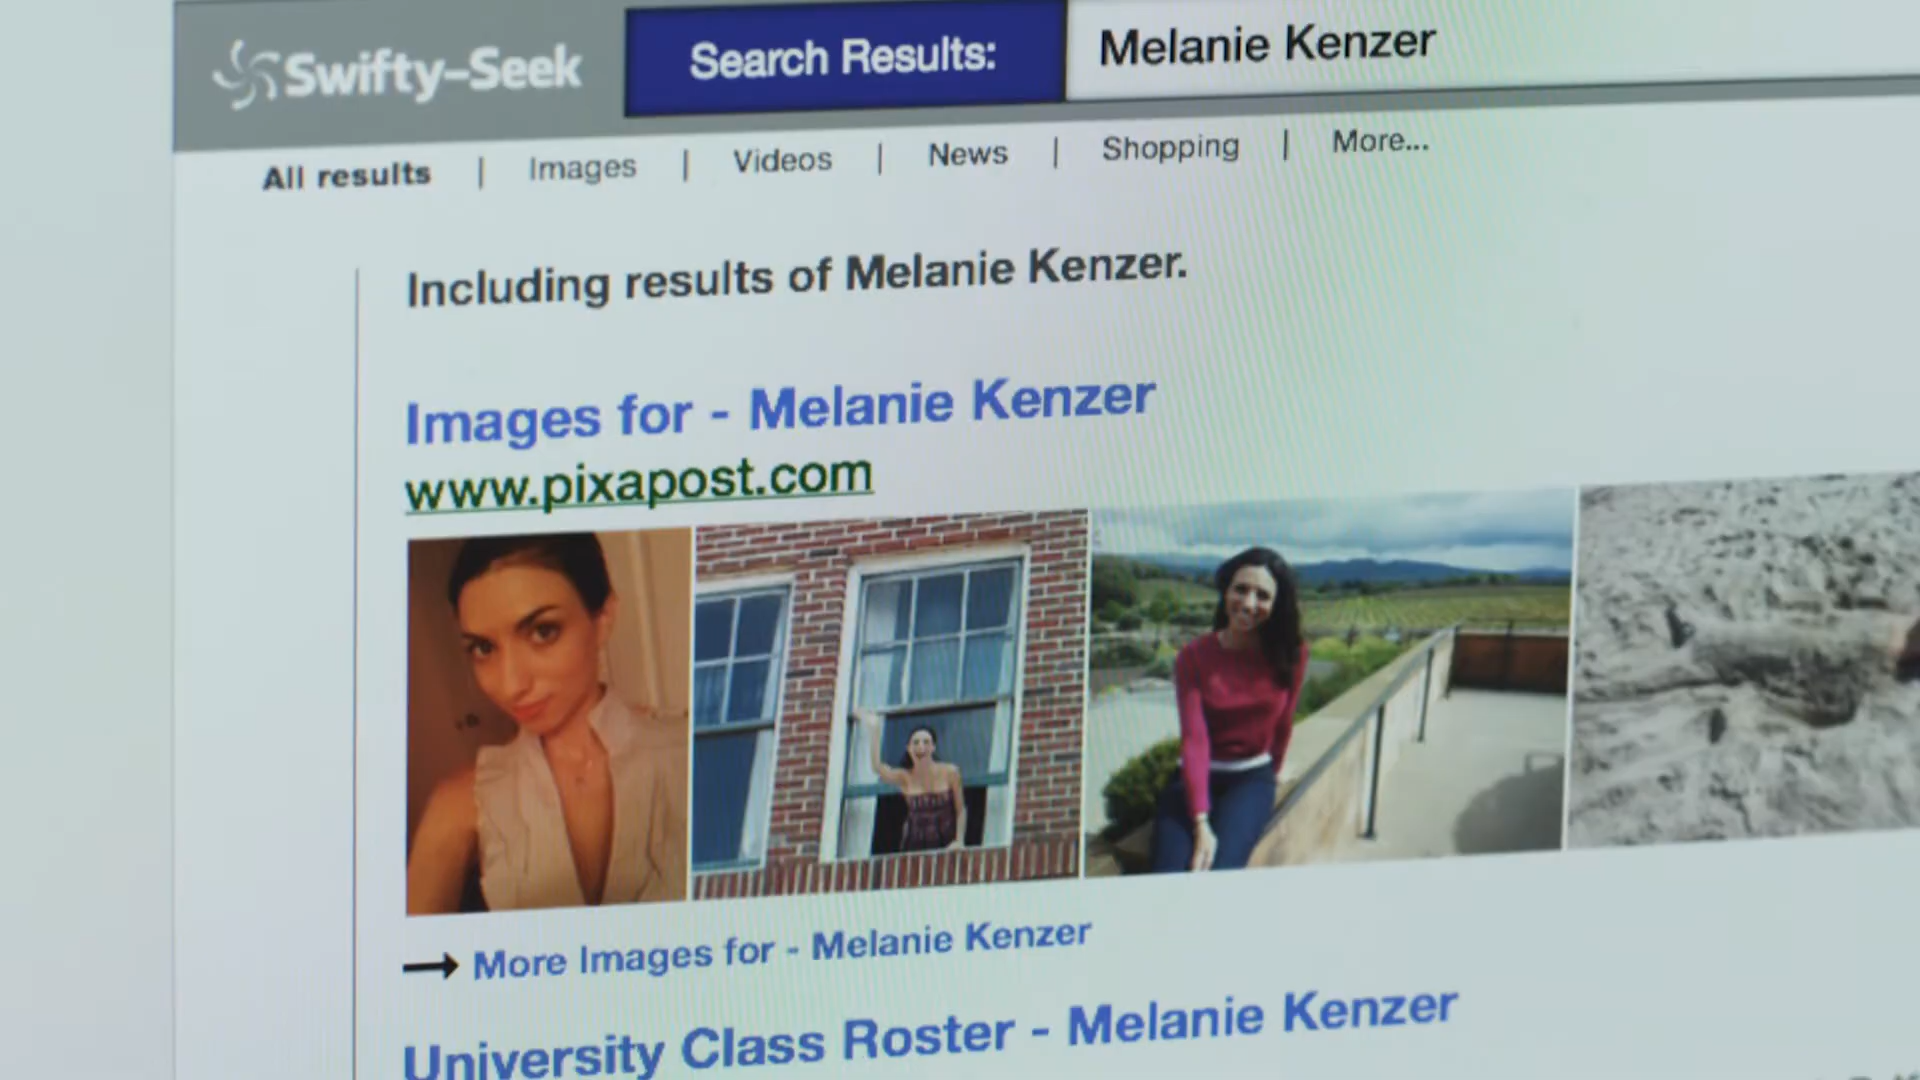 Swifty-Seek
Search Results:
Melanie Kenzer
All results | Images | Videos | News | Shopping | More...
Including results of Melanie Kenzer.
Images for - Melanie Kenzer
www.pixapost.com
More Images for - Melanie Kenzer
University Class Roster - Melanie Kenzer